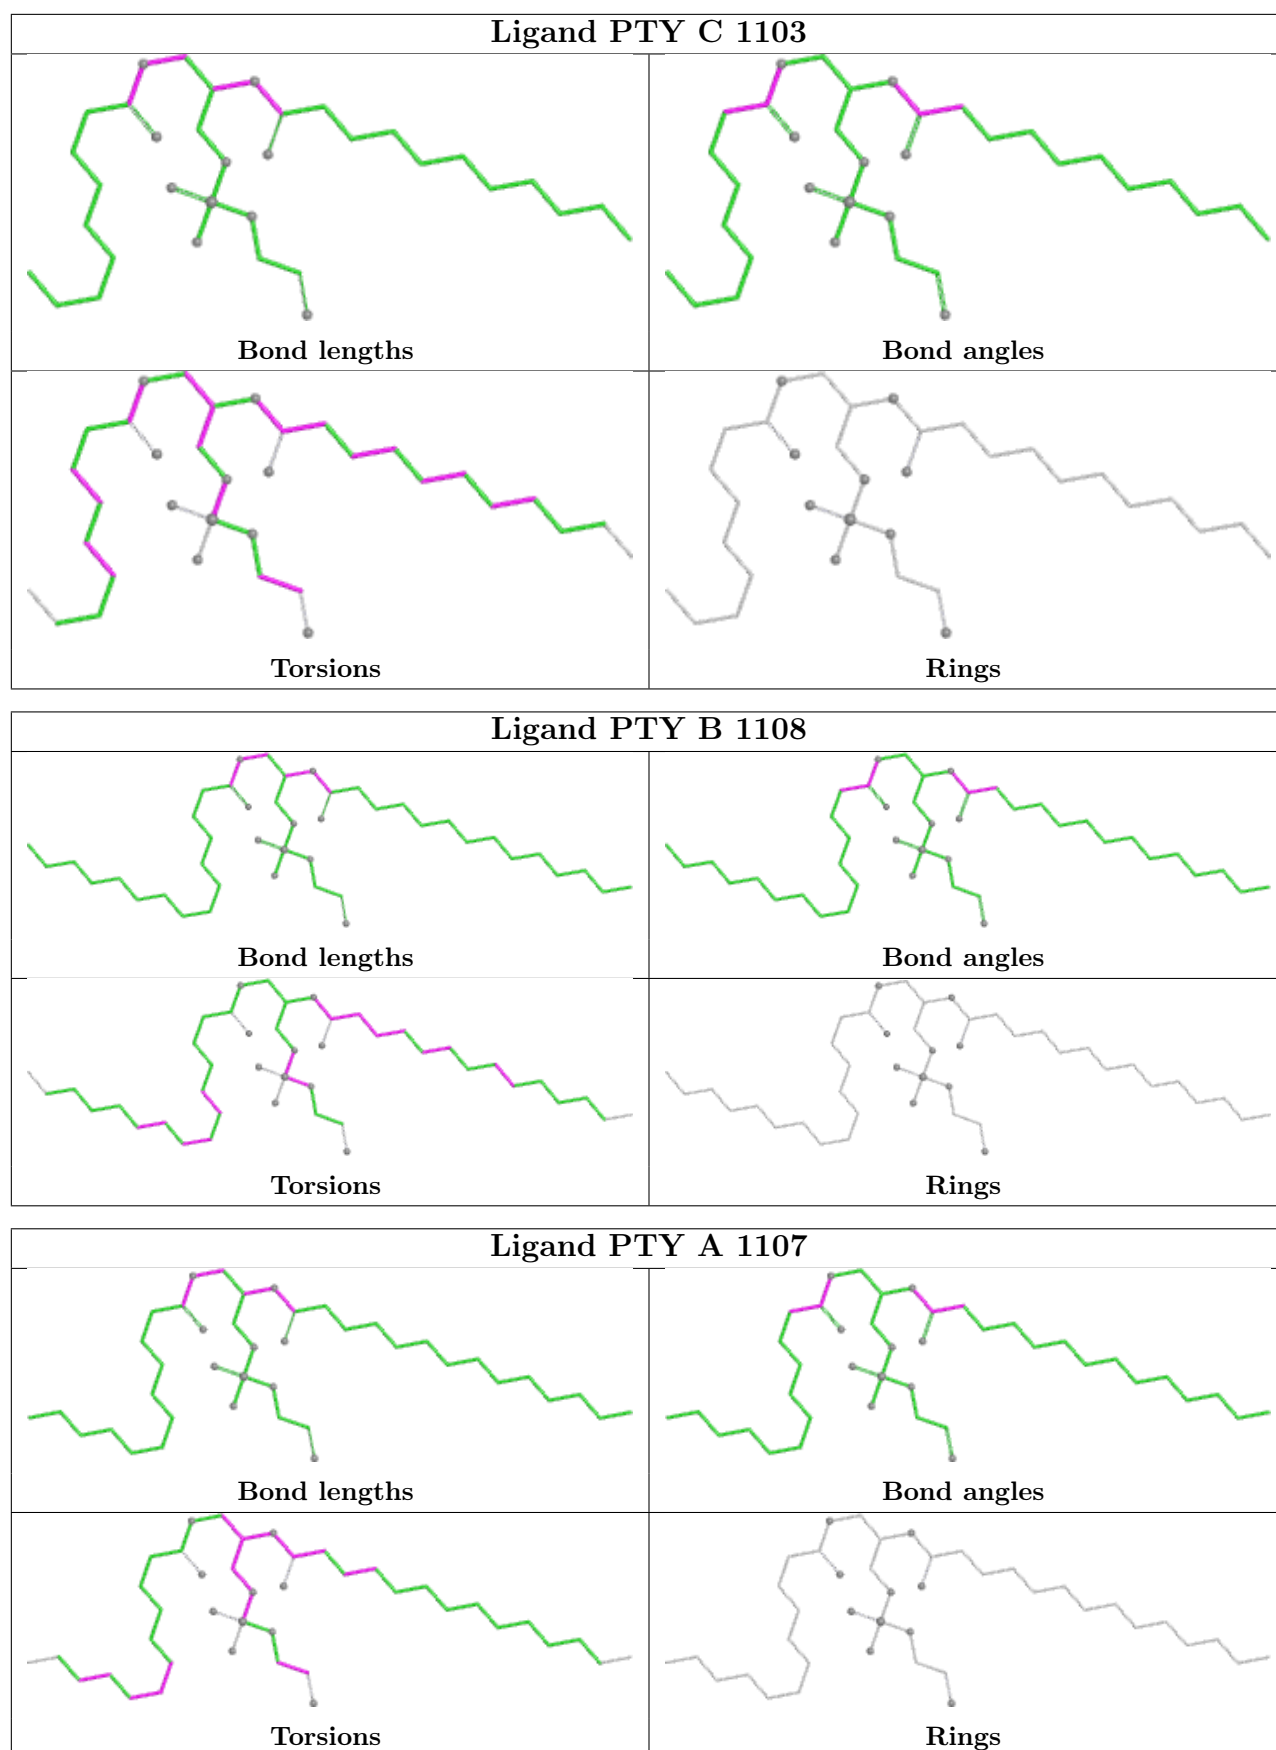 Ligand PTY C 1103
Bond lengths
Bond angles
Torsions
Rings
Ligand PTY B 1108
Bond lengths
Bond angles
Torsions
Rings
Ligand PTY A 1107
Bond lengths
Bond angles
Torsions
Rings